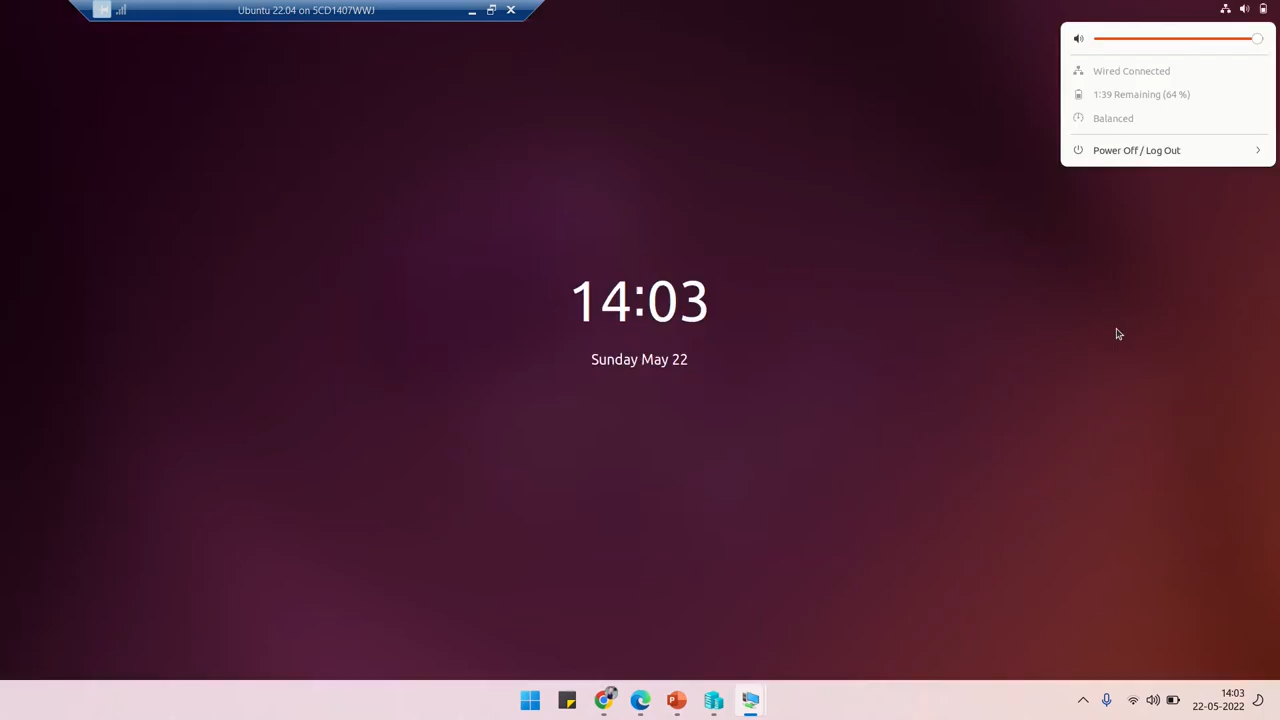 Ubuntu 22.04 on 5CD1407WWJ
Wired Connected
1:39 Remaining (64 %)
Balanced
Power Off / Log Out
14:03
Sunday May 22
14:03
22-05-2022